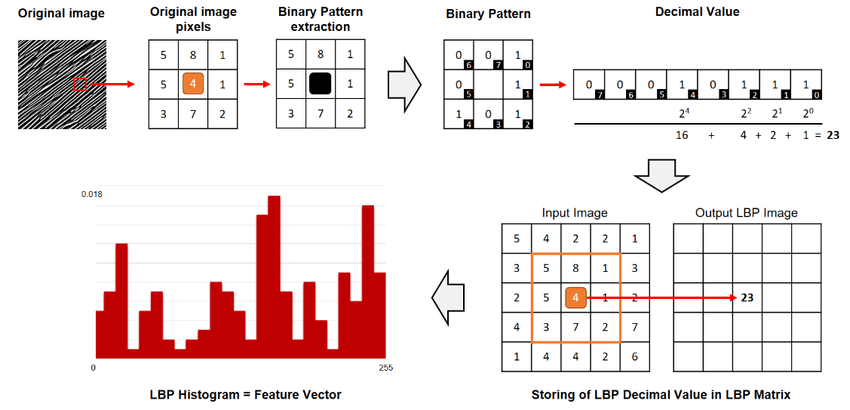 Original image
Original image pixels
Binary Pattern extraction
Binary Pattern
Decimal Value
5 8 1
5 4 1
3 7 2
5 8 1
5 1
3 7 2
0 6 0 7 1 0
0 5 1 1
1 4 0 3 1 2
0 7 0 6 0 5 1 4 0 3 1 2 1 1 1 0
2⁴ 2² 2¹ 2⁰
16 + 4 + 2 + 1 = 23
Input Image
Output LBP Image
5 4 2 2 1
3 5 8 1 3
2 5 4 1 2
23
4 3 7 2 7
1 4 4 2 6
Storing of LBP Decimal Value in LBP Matrix
0.018
0 255
LBP Histogram = Feature Vector